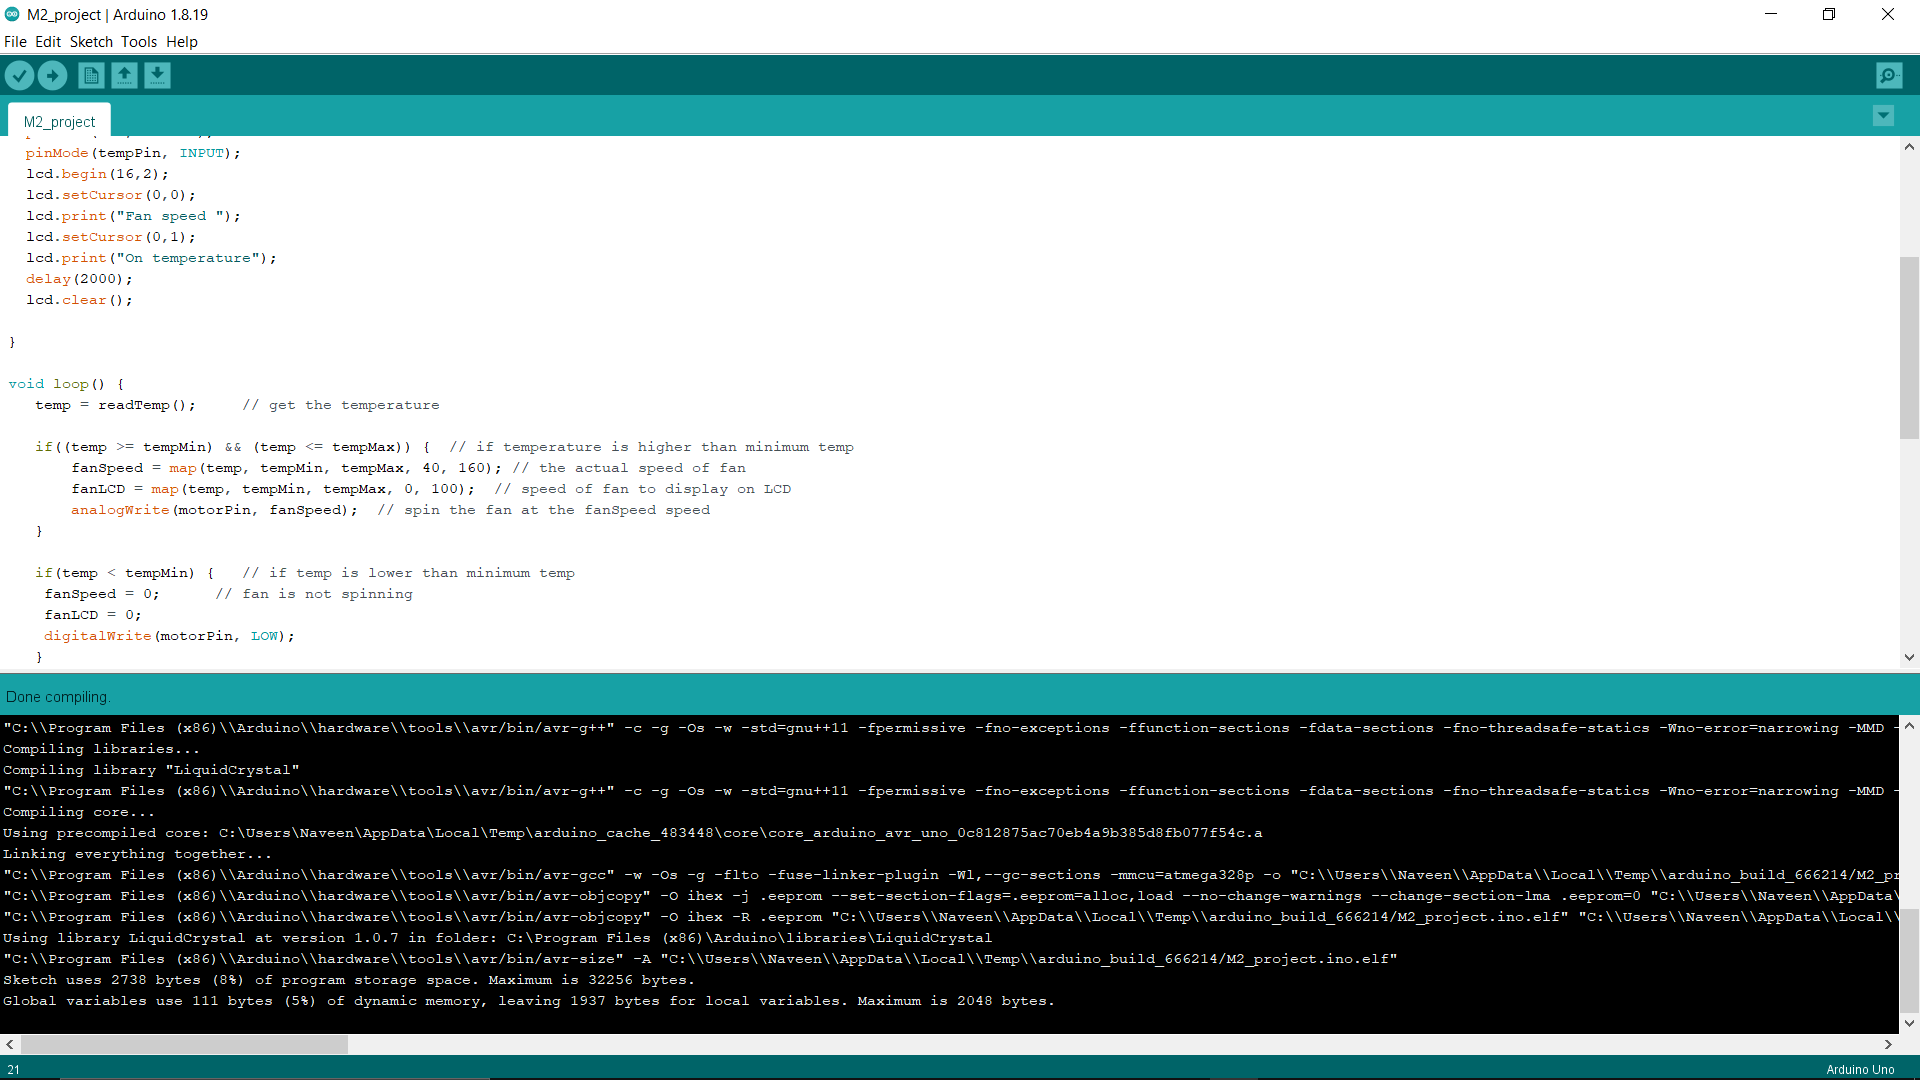 M2_project | Arduino 1.8.19
File Edit Sketch Tools Help
M2_project
pinMode(tempPin, INPUT);
lcd.begin(16,2);
lcd.setCursor(0,0);
lcd.print("Fan speed ");
lcd.setCursor(0,1);
lcd.print("On temperature");
delay(2000);
lcd.clear();
}
void loop() {
temp = readTemp();     // get the temperature
if((temp >= tempMin) && (temp <= tempMax)) {  // if temperature is higher than minimum temp
fanSpeed = map(temp, tempMin, tempMax, 40, 160); // the actual speed of fan
fanLCD = map(temp, tempMin, tempMax, 0, 100);  // speed of fan to display on LCD
analogWrite(motorPin, fanSpeed);  // spin the fan at the fanSpeed speed
}
if(temp < tempMin) {   // if temp is lower than minimum temp
fanSpeed = 0;      // fan is not spinning
fanLCD = 0;
digitalWrite(motorPin, LOW);
}
Done compiling.
"C:\\Program Files (x86)\\Arduino\\hardware\\tools\\avr/bin/avr-g++" -c -g -Os -w -std=gnu++11 -fpermissive -fno-exceptions -ffunction-sections -fdata-sections -fno-threadsafe-statics -Wno-error=narrowing -MMD -
Compiling libraries...
Compiling library "LiquidCrystal"
"C:\\Program Files (x86)\\Arduino\\hardware\\tools\\avr/bin/avr-g++" -c -g -Os -w -std=gnu++11 -fpermissive -fno-exceptions -ffunction-sections -fdata-sections -fno-threadsafe-statics -Wno-error=narrowing -MMD -
Compiling core...
Using precompiled core: C:\Users\Naveen\AppData\Local\Temp\arduino_cache_483448\core\core_arduino_avr_uno_0c812875ac70eb4a9b385d8fb077f54c.a
Linking everything together...
"C:\\Program Files (x86)\\Arduino\\hardware\\tools\\avr/bin/avr-gcc" -w -Os -g -flto -fuse-linker-plugin -Wl,--gc-sections -mmcu=atmega328p -o "C:\\Users\\Naveen\\AppData\\Local\\Temp\\arduino_build_666214/M2_pr
"C:\\Program Files (x86)\\Arduino\\hardware\\tools\\avr/bin/avr-objcopy" -O ihex -j .eeprom --set-section-flags=.eeprom=alloc,load --no-change-warnings --change-section-lma .eeprom=0 "C:\\Users\\Naveen\\AppData\
"C:\\Program Files (x86)\\Arduino\\hardware\\tools\\avr/bin/avr-objcopy" -O ihex -R .eeprom "C:\\Users\\Naveen\\AppData\\Local\\Temp\\arduino_build_666214/M2_project.ino.elf" "C:\\Users\\Naveen\\AppData\\Local\\
Using library LiquidCrystal at version 1.0.7 in folder: C:\Program Files (x86)\Arduino\libraries\LiquidCrystal
"C:\\Program Files (x86)\\Arduino\\hardware\\tools\\avr/bin/avr-size" -A "C:\\Users\\Naveen\\AppData\\Local\\Temp\\arduino_build_666214/M2_project.ino.elf"
Sketch uses 2738 bytes (8%) of program storage space. Maximum is 32256 bytes.
Global variables use 111 bytes (5%) of dynamic memory, leaving 1937 bytes for local variables. Maximum is 2048 bytes.
21
Arduino Uno